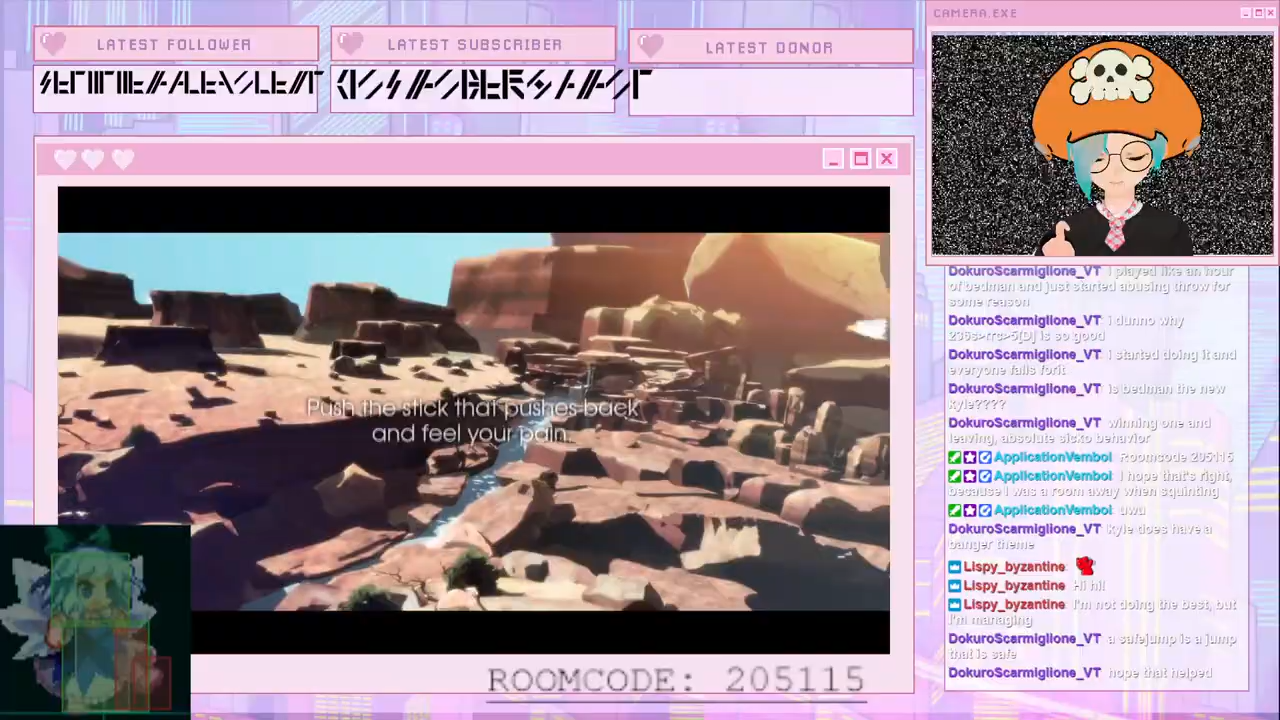 CAMERA.EXE
LATEST FOLLOWER
LATEST SUBSCRIBER
LATEST DONOR
Push the stick that pushes back
and feel your pain.
ROOMCODE: 205115
DokuroScarmiglione_VT i played like an hour
of bedman and just started abusing throw for
some reason
DokuroScarmiglione_VT i dunno why
236s>rrc>5[D] is so good
DokuroScarmiglione_VT I started doing it and
everyone falls forit
DokuroScarmiglione_VT is bedman the new
kyle????
DokuroScarmiglione_VT winning one and
leaving, absolute sicko behavior
ApplicationVembol Roomcode 205115
ApplicationVembol I hope that's right,
because I was a room away when squinting
ApplicationVembol uwu
DokuroScarmiglione_VT kyle does have a
banger theme
Lispy_byzantine
Lispy_byzantine Hi hi!
Lispy_byzantine I'm not doing the best, but
I'm managing
DokuroScarmiglione_VT a safejump is a jump
that is safe
DokuroScarmiglione_VT hope that helped